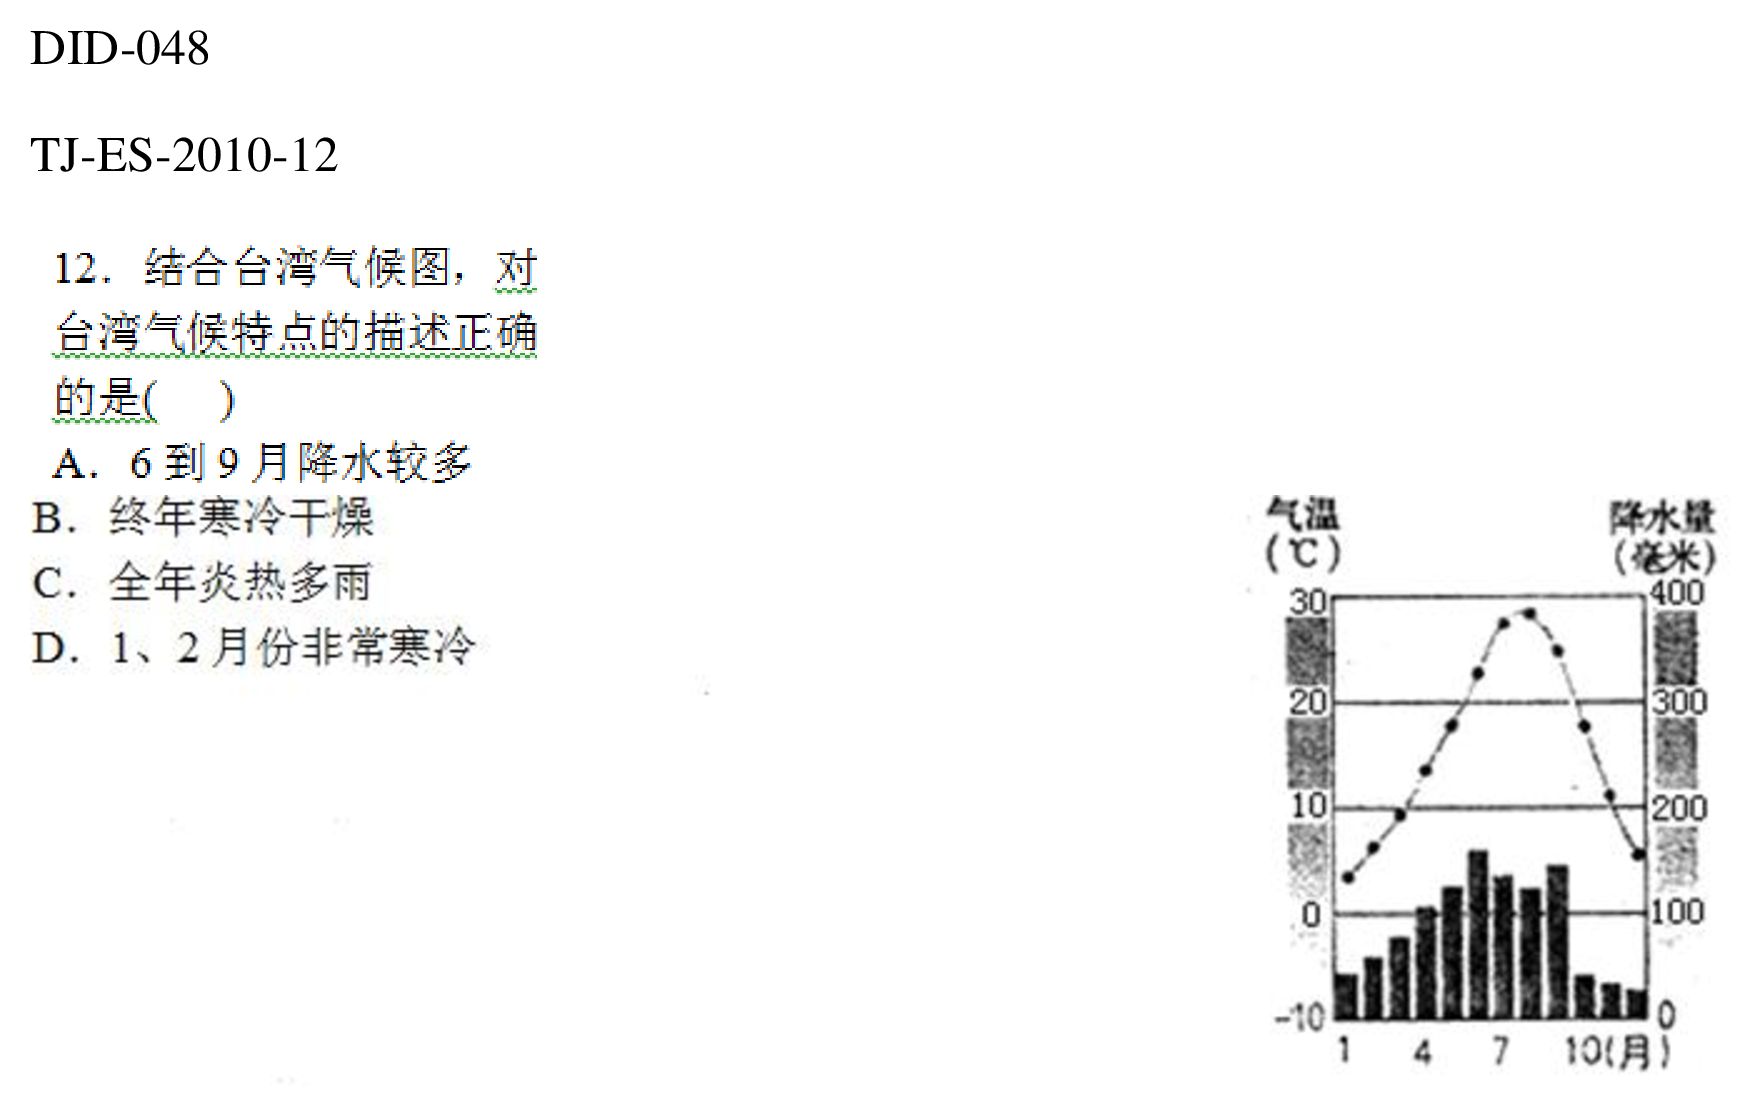 DID-048
TJ-ES-2010-12
12．结合台湾气候图，对
台湾气候特点的描述正确
的是(　)
A．6 到 9 月降水较多
B．终年寒冷干燥
C．全年炎热多雨
D．1、2 月份非常寒冷
气温 降水量
(℃) (毫米)
30 400
20 300
10 200
0 100
-10 0
1 4 7 10(月)